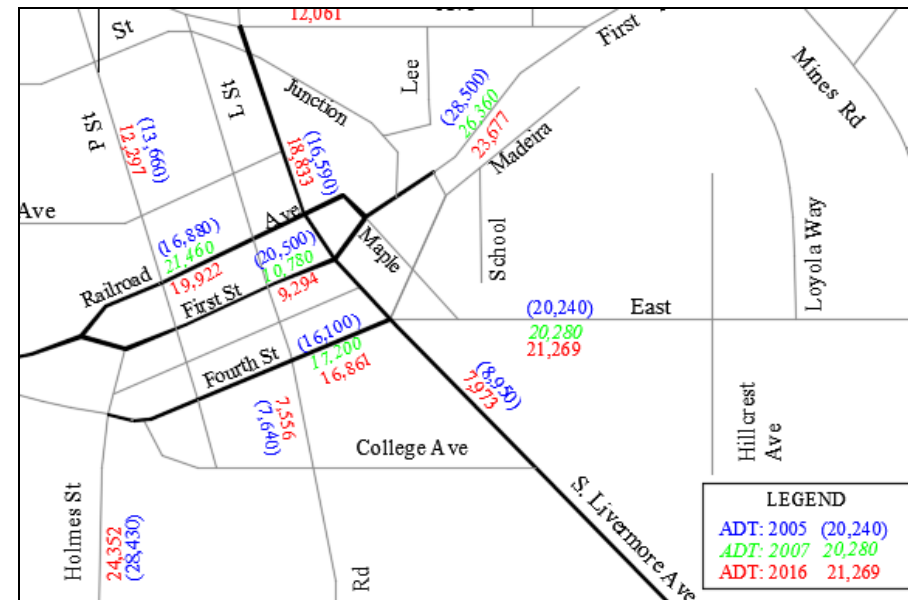 12,061
St
First
Lee
Mines Rd
Junction
(28,500)
26,360
23,677
L St
P St
(13,660)
12,297
(16,590)
18,833
Madeira
Ave
Ave
Maple
School
Loyola Way
(16,880)
21,460
19,922
(20,500)
10,780
9,294
Railroad
First St
(20,240)
East
20,280
21,269
(16,100)
17,200
16,861
Fourth St
(8,950)
7,973
7,556
(7,640)
College Ave
Hillcrest
Ave
S. Livermore Ave
Holmes St
24,352
(28,430)
Rd
LEGEND
ADT: 2005 (20,240)
ADT: 2007 20,280
ADT: 2016 21,269